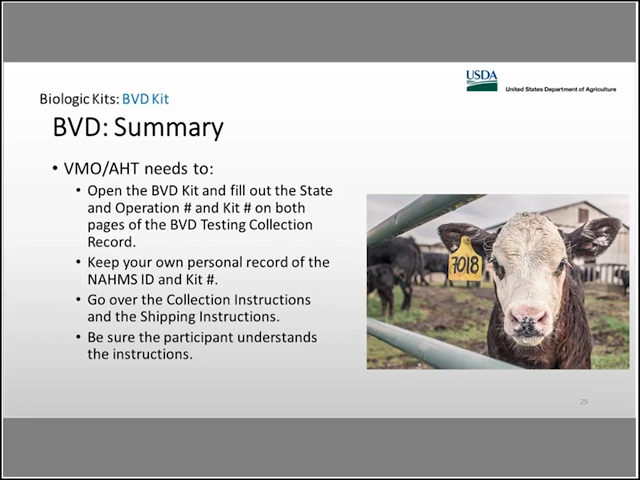 USDA
United States Department of Agriculture
Biologic Kits: BVD Kit
BVD: Summary
• VMO/AHT needs to:
• Open the BVD Kit and fill out the State
and Operation # and Kit # on both
pages of the BVD Testing Collection
Record.
• Keep your own personal record of the
NAHMS ID and Kit #.
• Go over the Collection Instructions
and the Shipping Instructions.
• Be sure the participant understands
the instructions.
7018
25